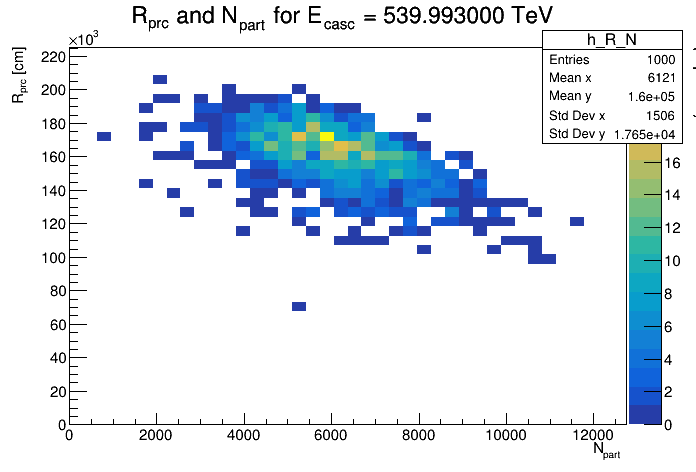 R_prc and N_part for E_casc = 539.993000 TeV
×10³
R_prc [cm]
h_R_N
Entries 1000
Mean x 6121
Mean y 1.6e+05
Std Dev x 1506
Std Dev y 1.765e+04
220
200
180
160
140
120
100
80
60
40
20
0
16
14
12
10
8
6
4
2
0
0 2000 4000 6000 8000 10000 12000
N_part